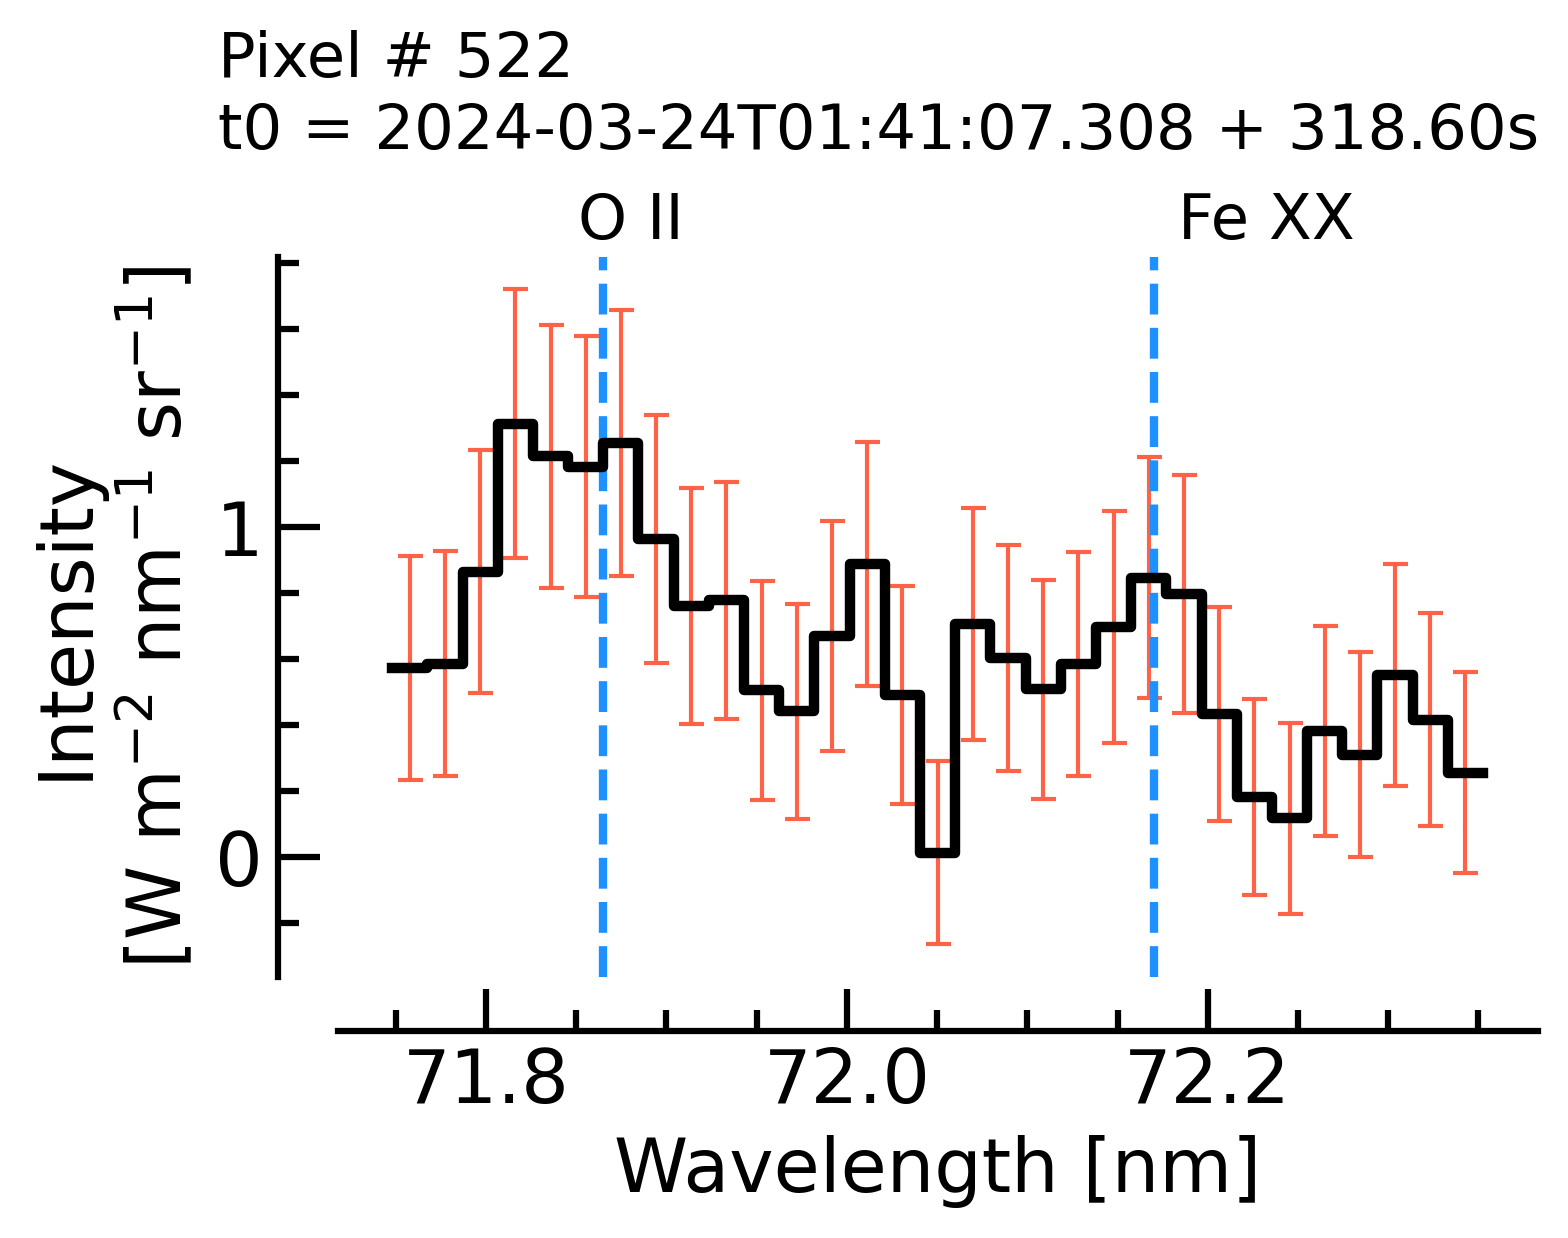 Pixel # 522
t0 = 2024-03-24T01:41:07.308 + 318.60s
O II
Fe XX
Intensity
[W m⁻² nm⁻¹ sr⁻¹]
1
0
71.8
72.0
72.2
Wavelength [nm]